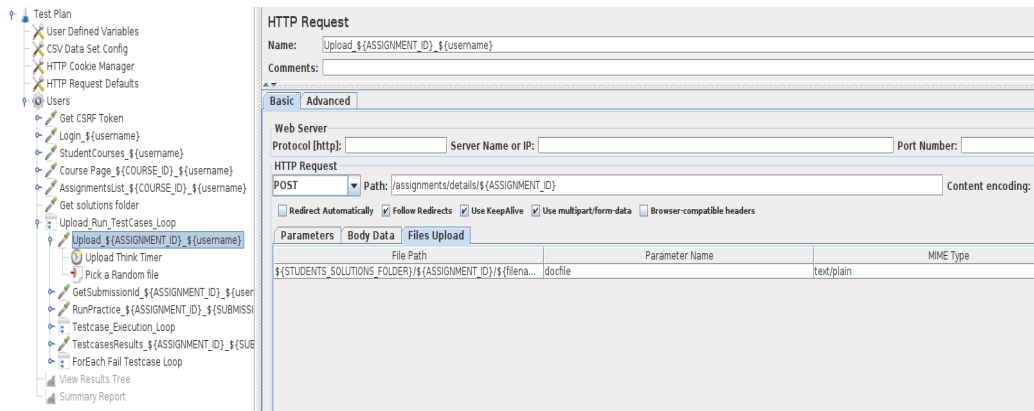 Test Plan
User Defined Variables
CSV Data Set Config
HTTP Cookie Manager
HTTP Request Defaults
Users
Get CSRF Token
Login_${username}
StudentCourses_${username}
Course Page_${COURSE_ID}_${username}
AssignmentsList_${COURSE_ID}_${username}
Get solutions folder
Upload_Run_TestCases_Loop
Upload_${ASSIGNMENT_ID}_${username}
Upload Think Timer
Pick a Random file
GetSubmissionId_${ASSIGNMENT_ID}_${user
RunPractice_${ASSIGNMENT_ID}_${SUBMISSI
Testcase_Execution_Loop
TestcasesResults_${ASSIGNMENT_ID}_${SUB
ForEach Fail Testcase Loop
View Results Tree
Summary Report
HTTP Request
Name: Upload_${ASSIGNMENT_ID}_${username}
Comments:
Basic Advanced
Web Server
Protocol [http]: Server Name or IP: Port Number:
HTTP Request
POST Path: /assignments/details/${ASSIGNMENT_ID} Content encoding:
Redirect Automatically Follow Redirects Use KeepAlive Use multipart/form-data Browser-compatible headers
Parameters Body Data Files Upload
File Path Parameter Name MIME Type
${STUDENTS_SOLUTIONS_FOLDER}/${ASSIGNMENT_ID}/${filena... docfile text/plain